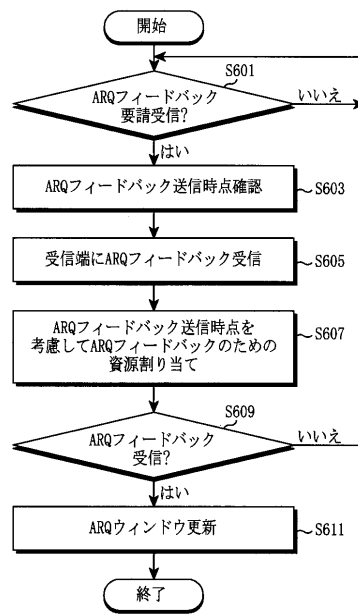 開始
S601
ARQフィードバック
要請受信?
いいえ
はい
ARQフィードバック送信時点確認
S603
受信端にARQフィードバック受信
S605
ARQフィードバック送信時点を
考慮してARQフィードバックのための
資源割り当て
S607
S609
ARQフィードバック
受信?
いいえ
はい
ARQウィンドウ更新
S611
終了